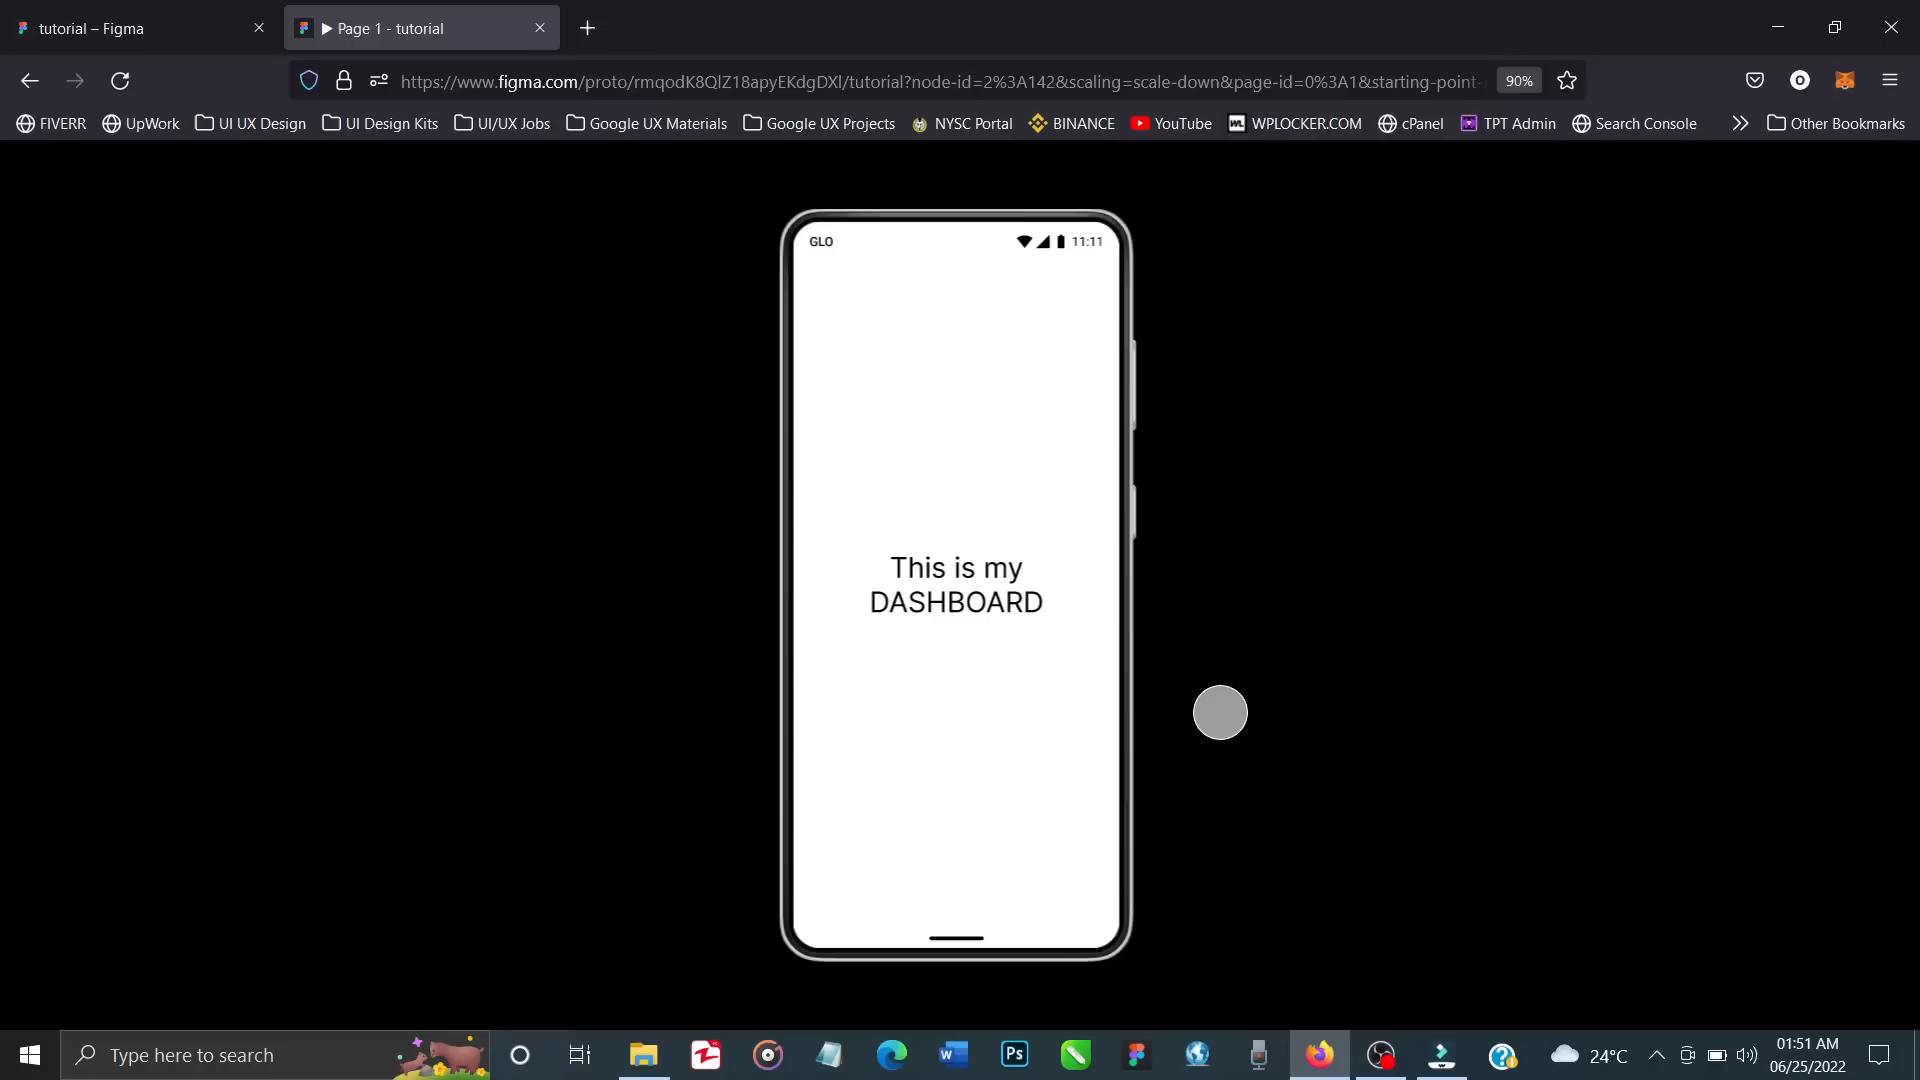 tutorial – Figma
▶ Page 1 - tutorial
https://www.figma.com/proto/rmqodK8QlZ18apyEKdgDXl/tutorial?node-id=2%3A142&scaling=scale-down&page-id=0%3A1&starting-point-
90%
FIVERR UpWork UI UX Design UI Design Kits UI/UX Jobs Google UX Materials Google UX Projects NYSC Portal BINANCE YouTube WPLOCKER.COM cPanel TPT Admin Search Console Other Bookmarks
GLO 11:11
This is my
DASHBOARD
Type here to search
24°C
01:51 AM
06/25/2022